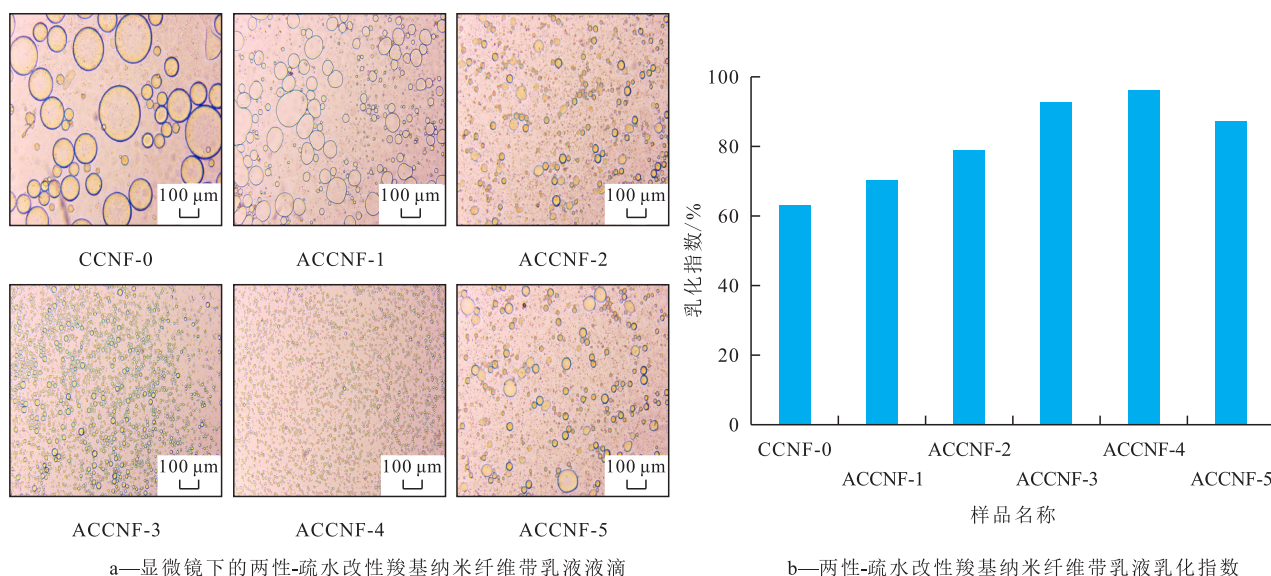 100 μm
100 μm
100 μm
CCNF-0
ACCNF-1
ACCNF-2
100 μm
100 μm
100 μm
ACCNF-3
ACCNF-4
ACCNF-5
a—显微镜下的两性-疏水改性羧基纳米纤维带乳液液滴
乳化指数/%
100
80
60
40
20
0
CCNF-0
ACCNF-1
ACCNF-2
ACCNF-3
ACCNF-4
ACCNF-5
样品名称
b—两性-疏水改性羧基纳米纤维带乳液乳化指数